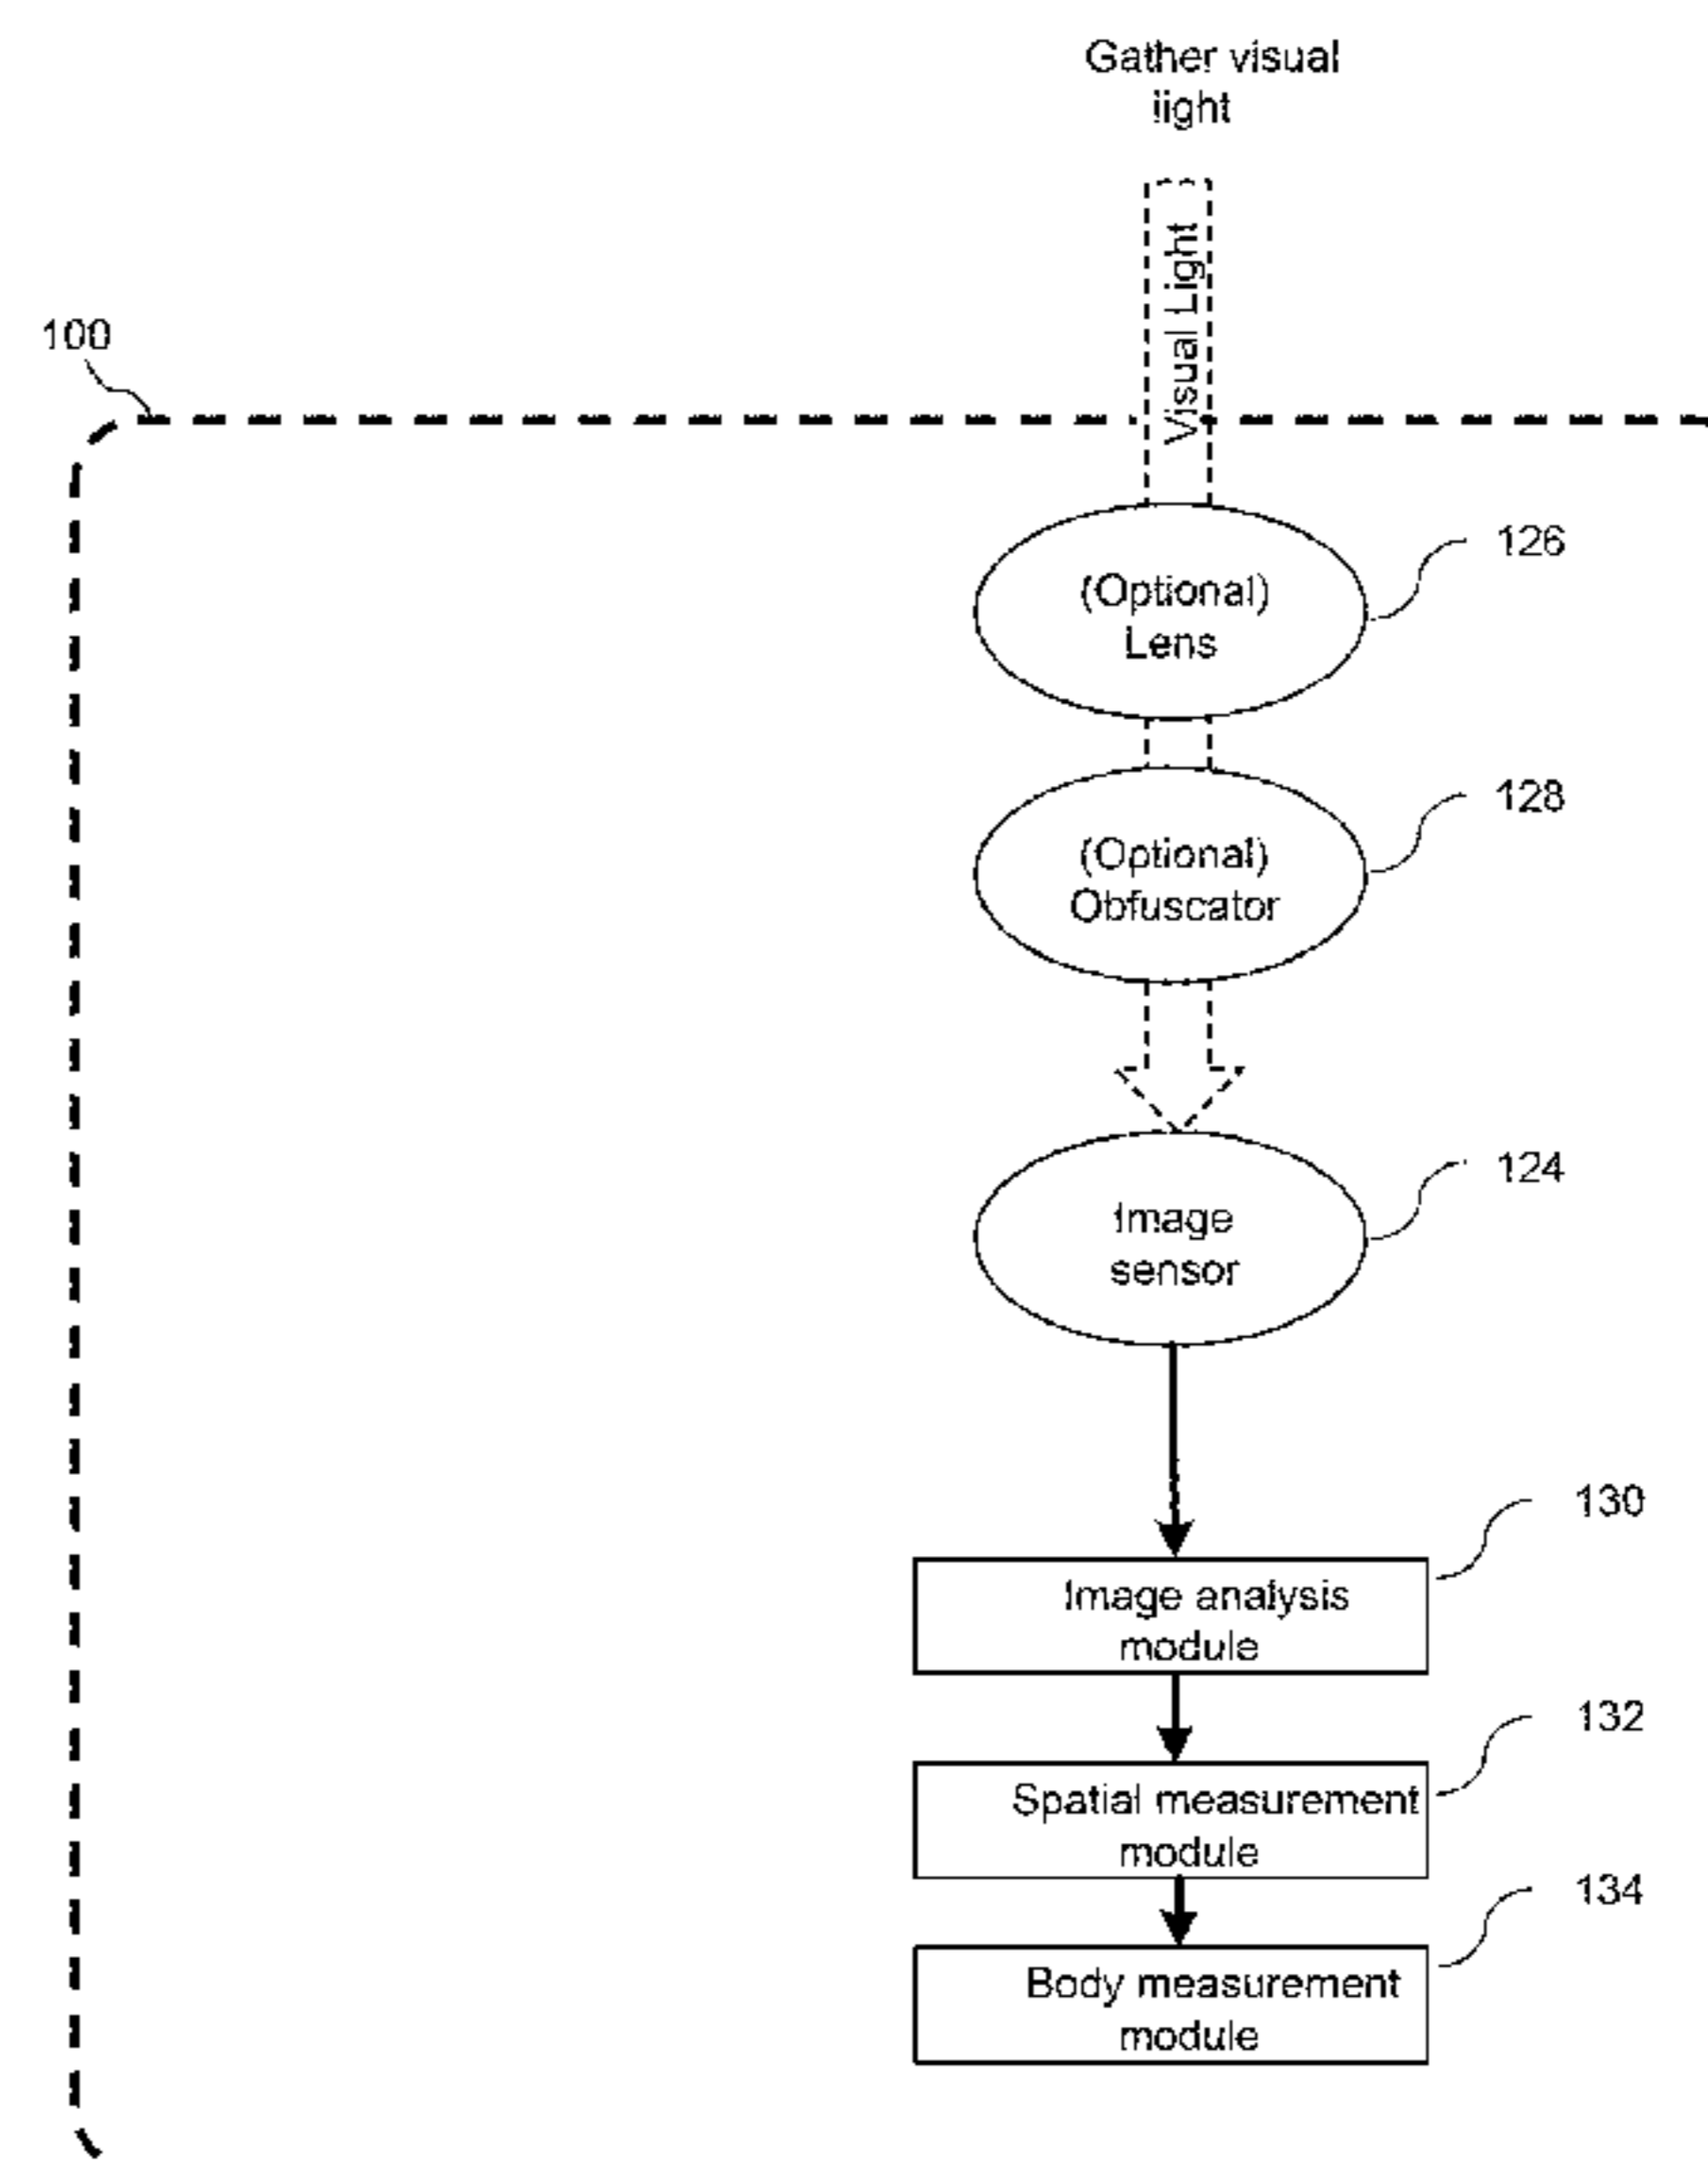 Gather visual
light
Visual Light
100
126
(Optional)
Lens
128
(Optional)
Obfuscator
124
Image
sensor
130
Image analysis
module
132
Spatial measurement
module
134
Body measurement
module